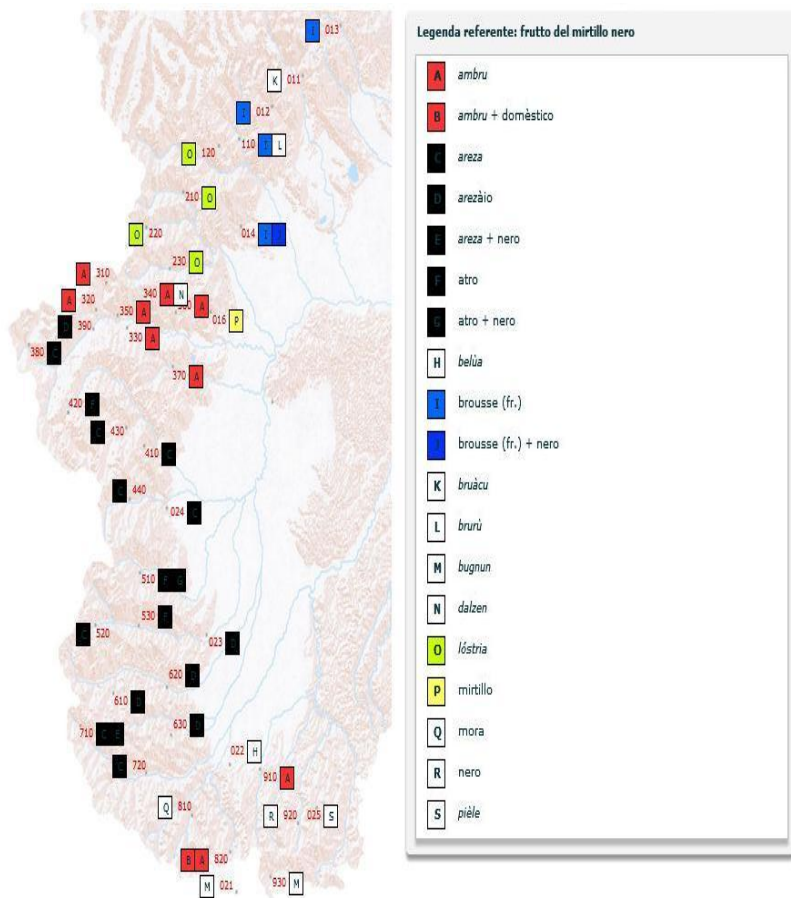 I 013
K 011
I 012
110 I L
O 120
210 O
O 220
014 I
230 O
A 310
340 A N
A 320
350 A
A
016 P
D 390
330 A
380 C
370 A
420 E
430
410 C
C 440
024 C
510 G
530 E
C 520
023
620 D
610 D
630 D
710 C E
720
022 H
910 A
Q 810
R 920
025 S
B A 820
M 021
930 M
Legenda referente: frutto del mirtillo nero
A ambru
B ambru + domèstico
C areza
D arezàio
E areza + nero
F atro
G atro + nero
H belùa
I brousse (fr.)
brousse (fr.) + nero
K bruàcu
L brurù
M bugnun
N dalzen
O lóstria
P mirtillo
Q mora
R nero
S pièle